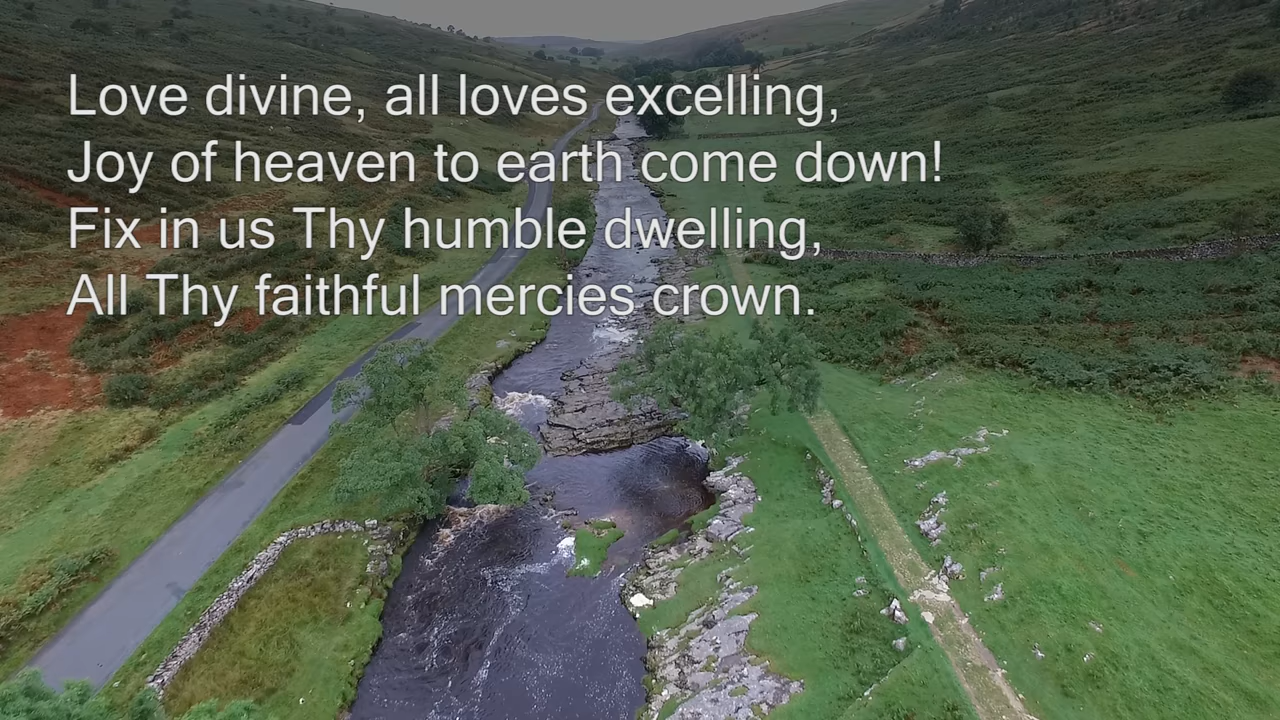 Love divine, all loves excelling,
Joy of heaven to earth come down!
Fix in us Thy humble dwelling,
All Thy faithful mercies crown.